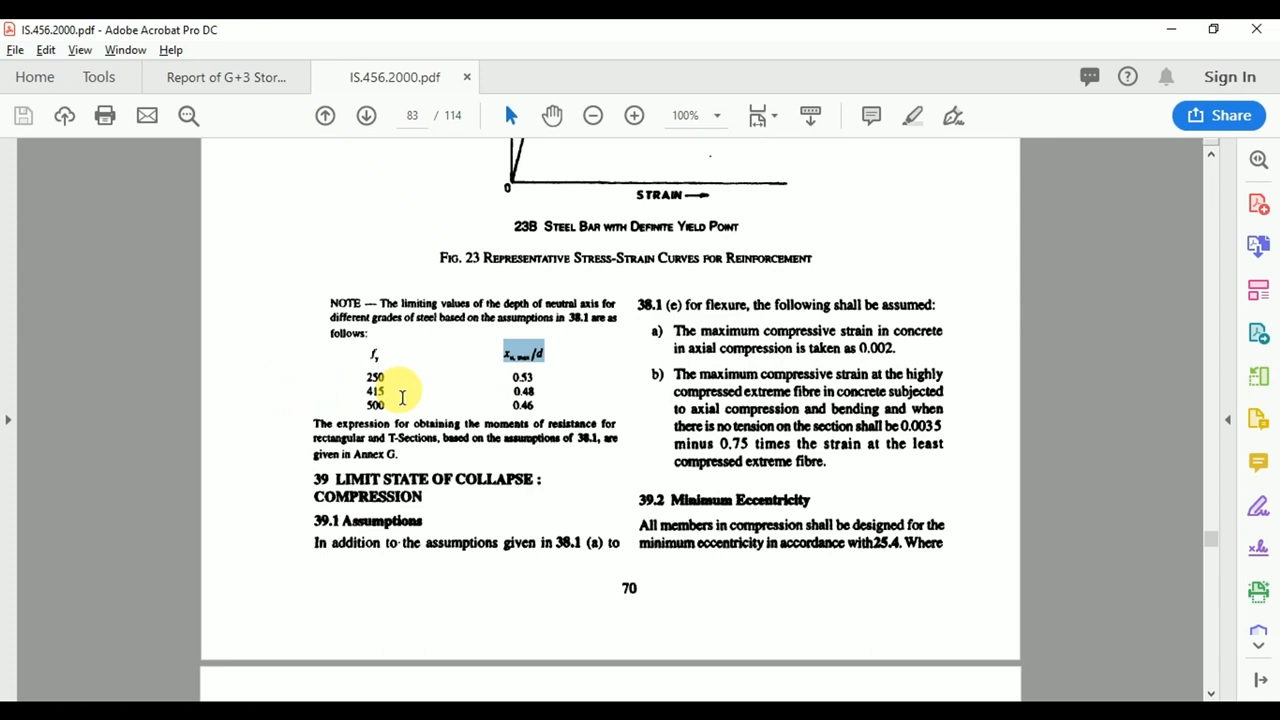 IS.456.2000.pdf - Adobe Acrobat Pro DC
File Edit View Window Help
Home Tools Report of G+3 Stor... IS.456.2000.pdf × Sign In
83 / 114 100% Share
0
STRAIN
23B STEEL BAR WITH DEFINITE YIELD POINT
FIG. 23 REPRESENTATIVE STRESS-STRAIN CURVES FOR REINFORCEMENT
NOTE — The limiting values of the depth of neutral axis for
different grades of steel based on the assumptions in 38.1 are as
follows:
fy xu, max/d
250 0.53
415 0.48
500 0.46
The expression for obtaining the moments of resistance for
rectangular and T-Sections, based on the assumptions of 38.1, are
given in Annex G.
39 LIMIT STATE OF COLLAPSE :
COMPRESSION
39.1 Assumptions
In addition to the assumptions given in 38.1 (a) to
38.1 (e) for flexure, the following shall be assumed:
a) The maximum compressive strain in concrete
in axial compression is taken as 0.002.
b) The maximum compressive strain at the highly
compressed extreme fibre in concrete subjected
to axial compression and bending and when
there is no tension on the section shall be 0.0035
minus 0.75 times the strain at the least
compressed extreme fibre.
39.2 Minimum Eccentricity
All members in compression shall be designed for the
minimum eccentricity in accordance with 25.4. Where
70